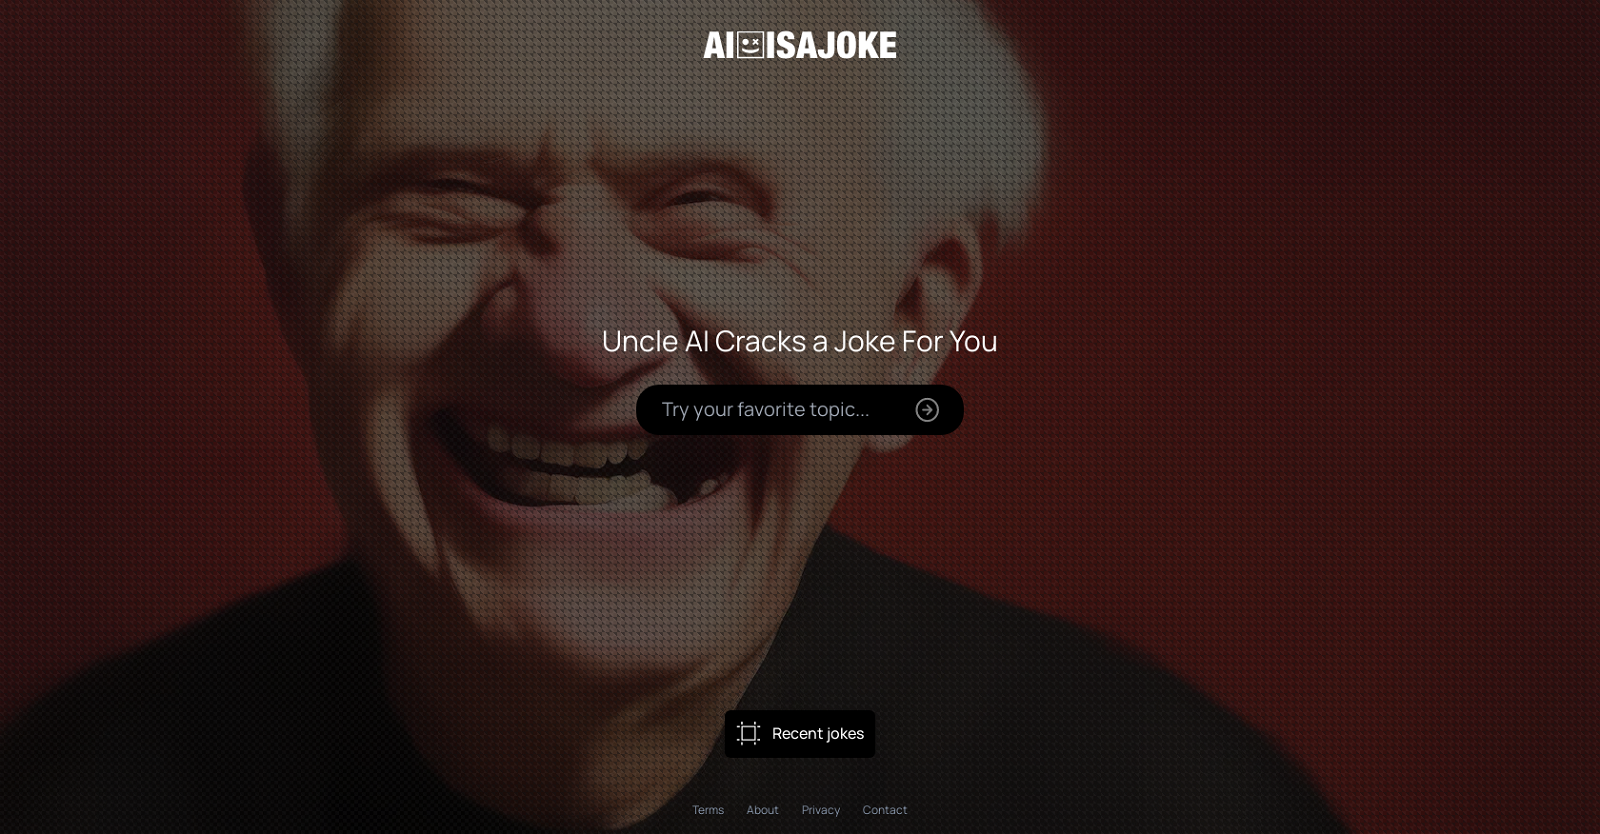 AI ISAJOKE
Uncle AI Cracks a Joke For You
Try your favorite topic...
Recent jokes
Terms About Privacy Contact